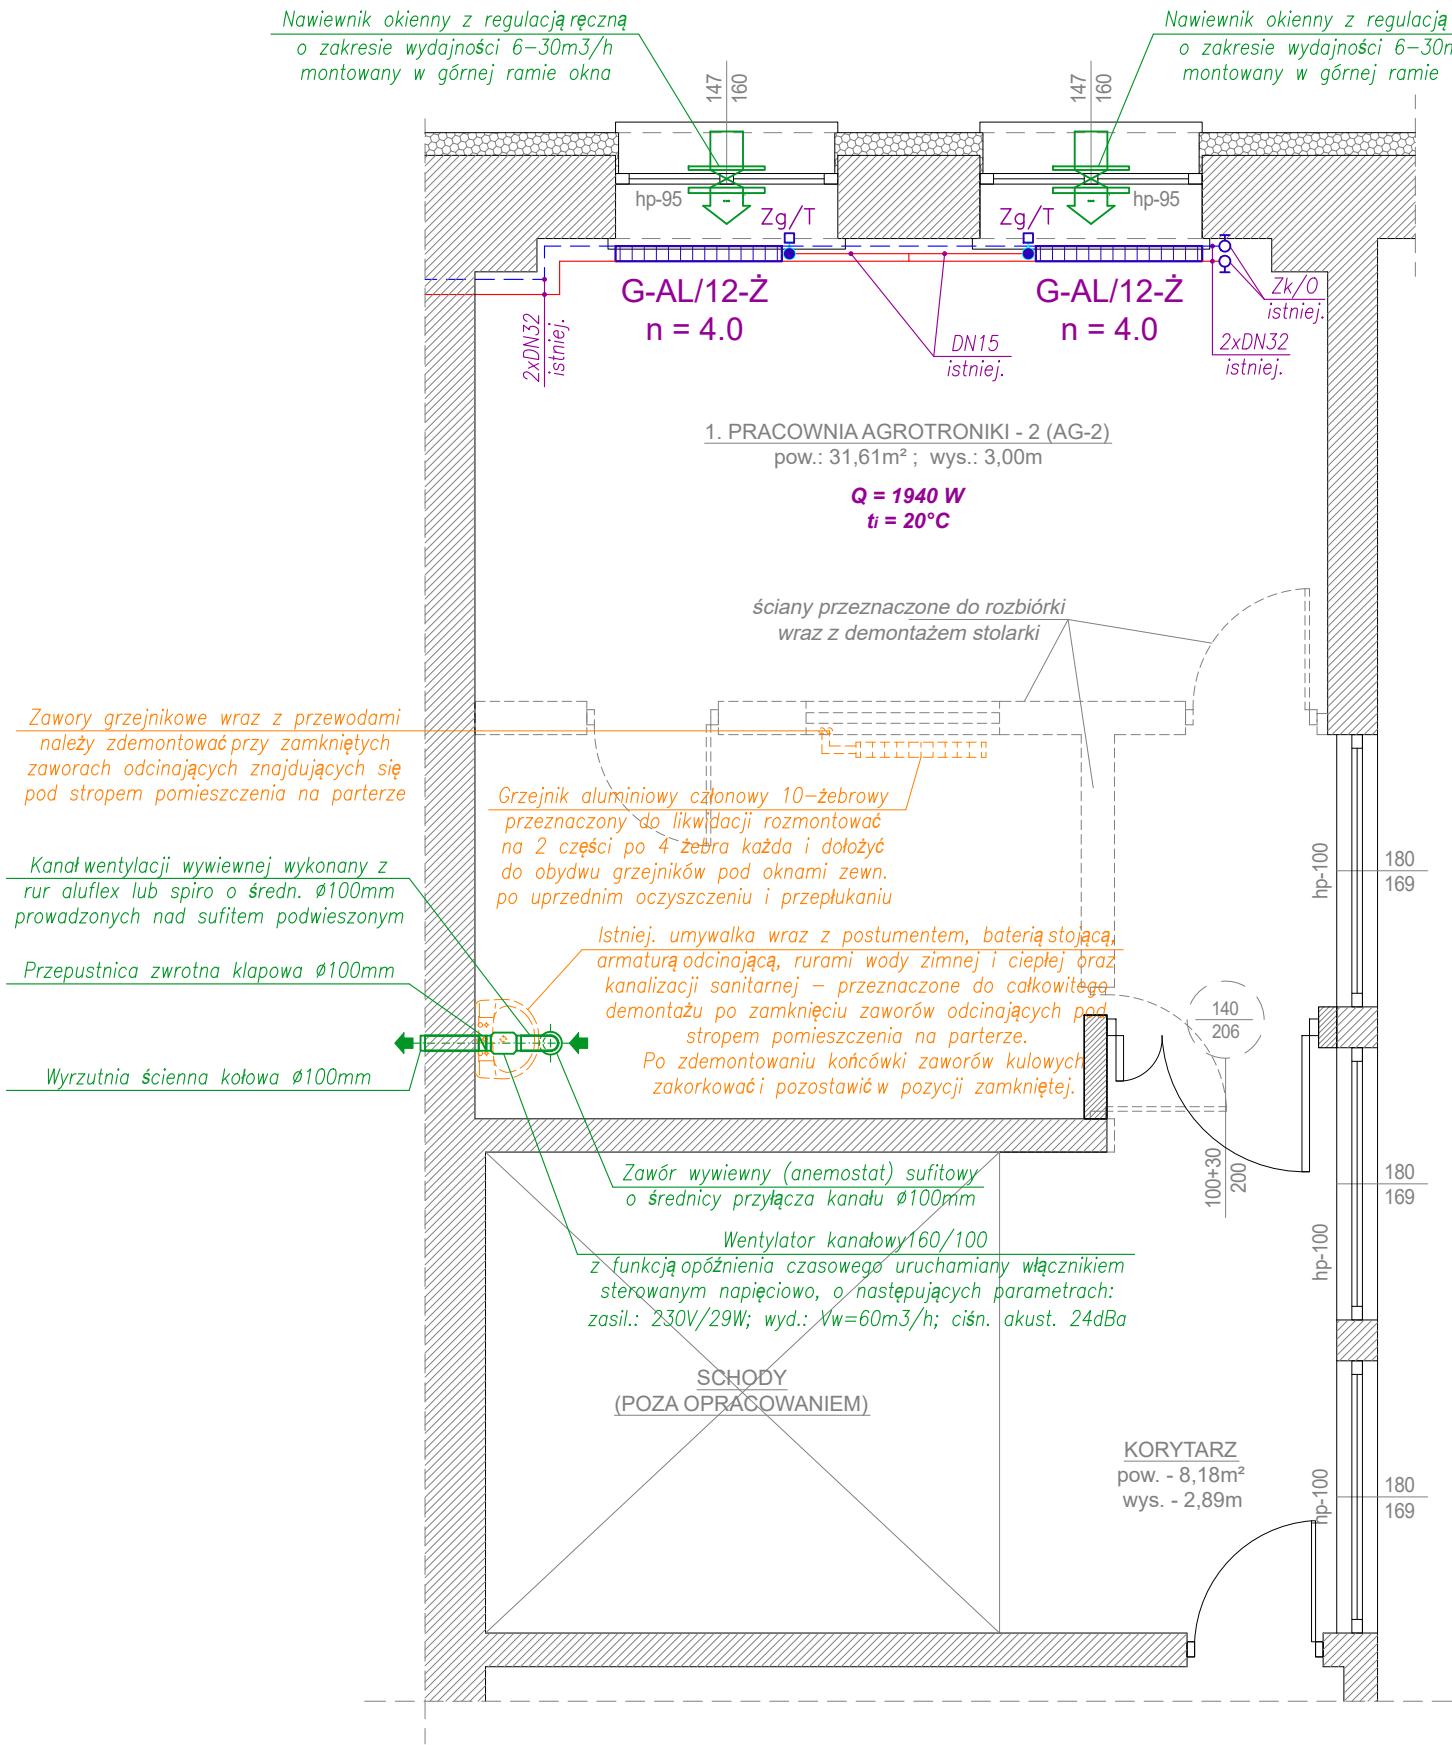 Nawiewnik okienny z regulacją ręczną
o zakresie wydajności 6-30m3/h
montowany w górnej ramie okna
Nawiewnik okienny z regulacją
o zakresie wydajności 6-30m
montowany w górnej ramie
147
160
147
160
hp-95
hp-95
Zg/T
Zg/T
G-AL/12-Ż
n = 4.0
G-AL/12-Ż
n = 4.0
Zk/O
istniej.
2xDN32
istniej.
DN15
istniej.
2xDN32
istniej.
1. PRACOWNIA AGROTRONIKI - 2 (AG-2)
pow.: 31,61m² ; wys.: 3,00m
Q = 1940 W
ti = 20°C
ściany przeznaczone do rozbiórki
wraz z demontażem stolarki
Zawory grzejnikowe wraz z przewodami
należy zdemontować przy zamkniętych
zaworach odcinających znajdujących się
pod stropem pomieszczenia na parterze
Grzejnik aluminiowy członowy 10-żebrowy
przeznaczony do likwidacji rozmontować
na 2 części po 4 żebra każda i dołożyć
do obydwu grzejników pod oknami zewn.
po uprzednim oczyszczeniu i przepłukaniu
Kanał wentylacji wywiewnej wykonany z
rur aluflex lub spiro o średn. Ø100mm
prowadzonych nad sufitem podwieszonym
Przepustnica zwrotna klapowa Ø100mm
Wyrzutnia ścienna kołowa Ø100mm
Istniej. umywalka wraz z postumentem, baterią stojącą,
armaturą odcinającą, rurami wody zimnej i ciepłej oraz
kanalizacji sanitarnej - przeznaczone do całkowitego
demontażu po zamknięciu zaworów odcinających pod
stropem pomieszczenia na parterze.
Po zdemontowaniu końcówki zaworów kulowych
zakorkować i pozostawić w pozycji zamkniętej.
hp-100
180
169
140
206
100+30
200
180
169
hp-100
Zawór wywiewny (anemostat) sufitowy
o średnicy przyłącza kanału Ø100mm
Wentylator kanałowy160/100
z funkcją opóźnienia czasowego uruchamiany włącznikiem
sterowanym napięciowo, o następujących parametrach:
zasil.: 230V/29W; wyd.: Vw=60m3/h; ciśn. akust. 24dBa
SCHODY
(POZA OPRACOWANIEM)
KORYTARZ
pow. - 8,18m²
wys. - 2,89m
hp-100
180
169